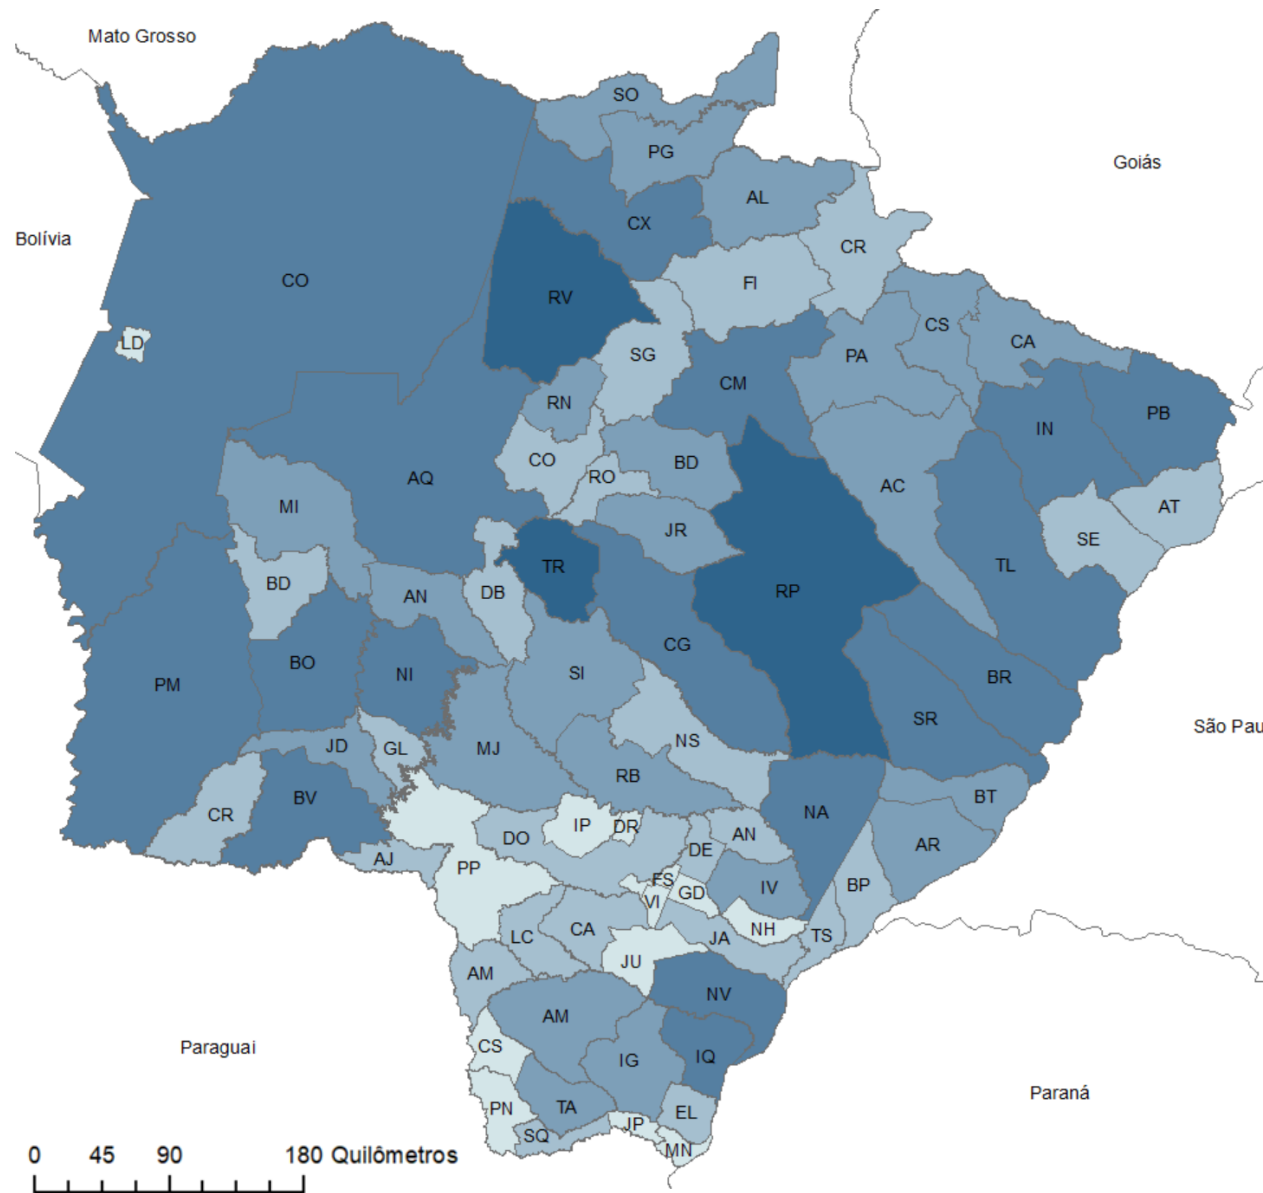 Mato Grosso
SO
PG
Goiás
AL
CX
Bolívia
CR
CO
FI
RV
CS
LD
CA
SG
PA
CM
RN
PB
IN
CO
BD
RO
AQ
AC
MI
AT
JR
SE
TR
TL
BD
RP
DB
AN
CG
BO
NI
SI
BR
PM
SR
São Pau
NS
JD
GL
MJ
RB
BV
BT
CR
NA
IP
DR
AN
DO
AR
DE
AJ
PP
FS
IV
BP
GD
VI
NH
CA
LC
JA
TS
JU
AM
NV
AM
Paraguai
CS
IQ
IG
Paraná
TA
PN
EL
JP
SQ
MN
0 45 90 180 Quilômetros